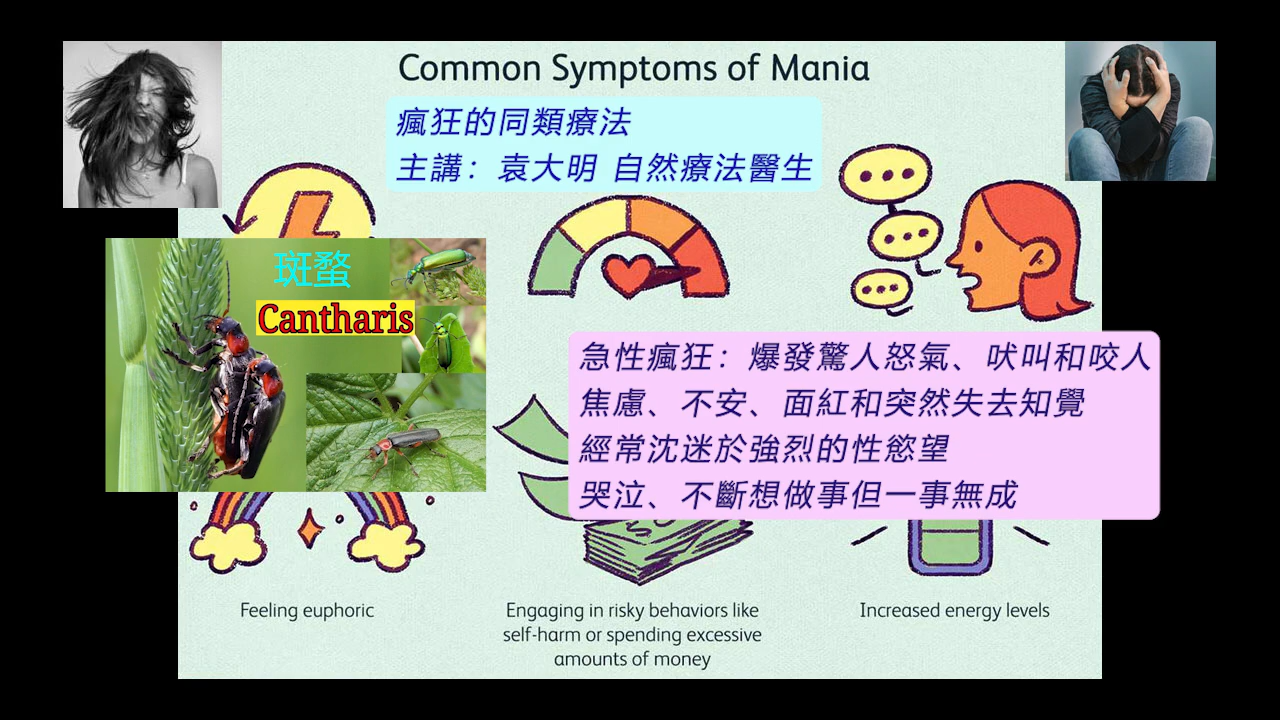 Common Symptoms of Mania
瘋狂的同類療法
主講：袁大明 自然療法醫生
斑蝥
Cantharis
急性瘋狂：爆發驚人怒氣、吠叫和咬人
焦慮、不安、面紅和突然失去知覺
經常沈迷於強烈的性慾望
哭泣、不斷想做事但一事無成
Feeling euphoric
Engaging in risky behaviors like
self-harm or spending excessive
amounts of money
Increased energy levels